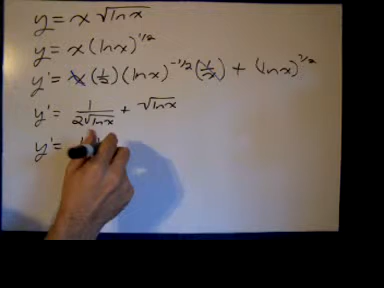 y = x √ln x
y = x (ln x)^1/2
y' = x (1/2) (ln x)^-1/2 (1/x) + (ln x)^1/2
y' = 1/(2√ln x) + √ln x
y' =